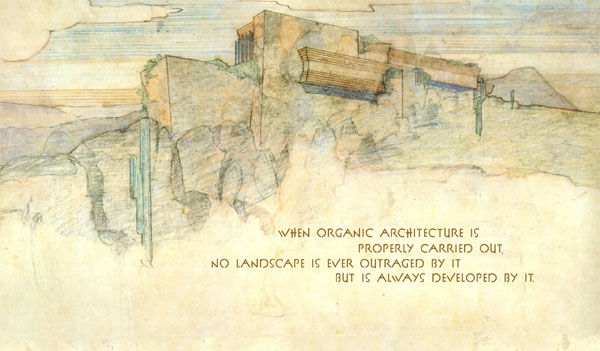 WHEN ORGANIC ARCHITECTURE IS
PROPERLY CARRIED OUT,
NO LANDSCAPE IS EVER OUTRAGED BY IT
BUT IS ALWAYS DEVELOPED BY IT.